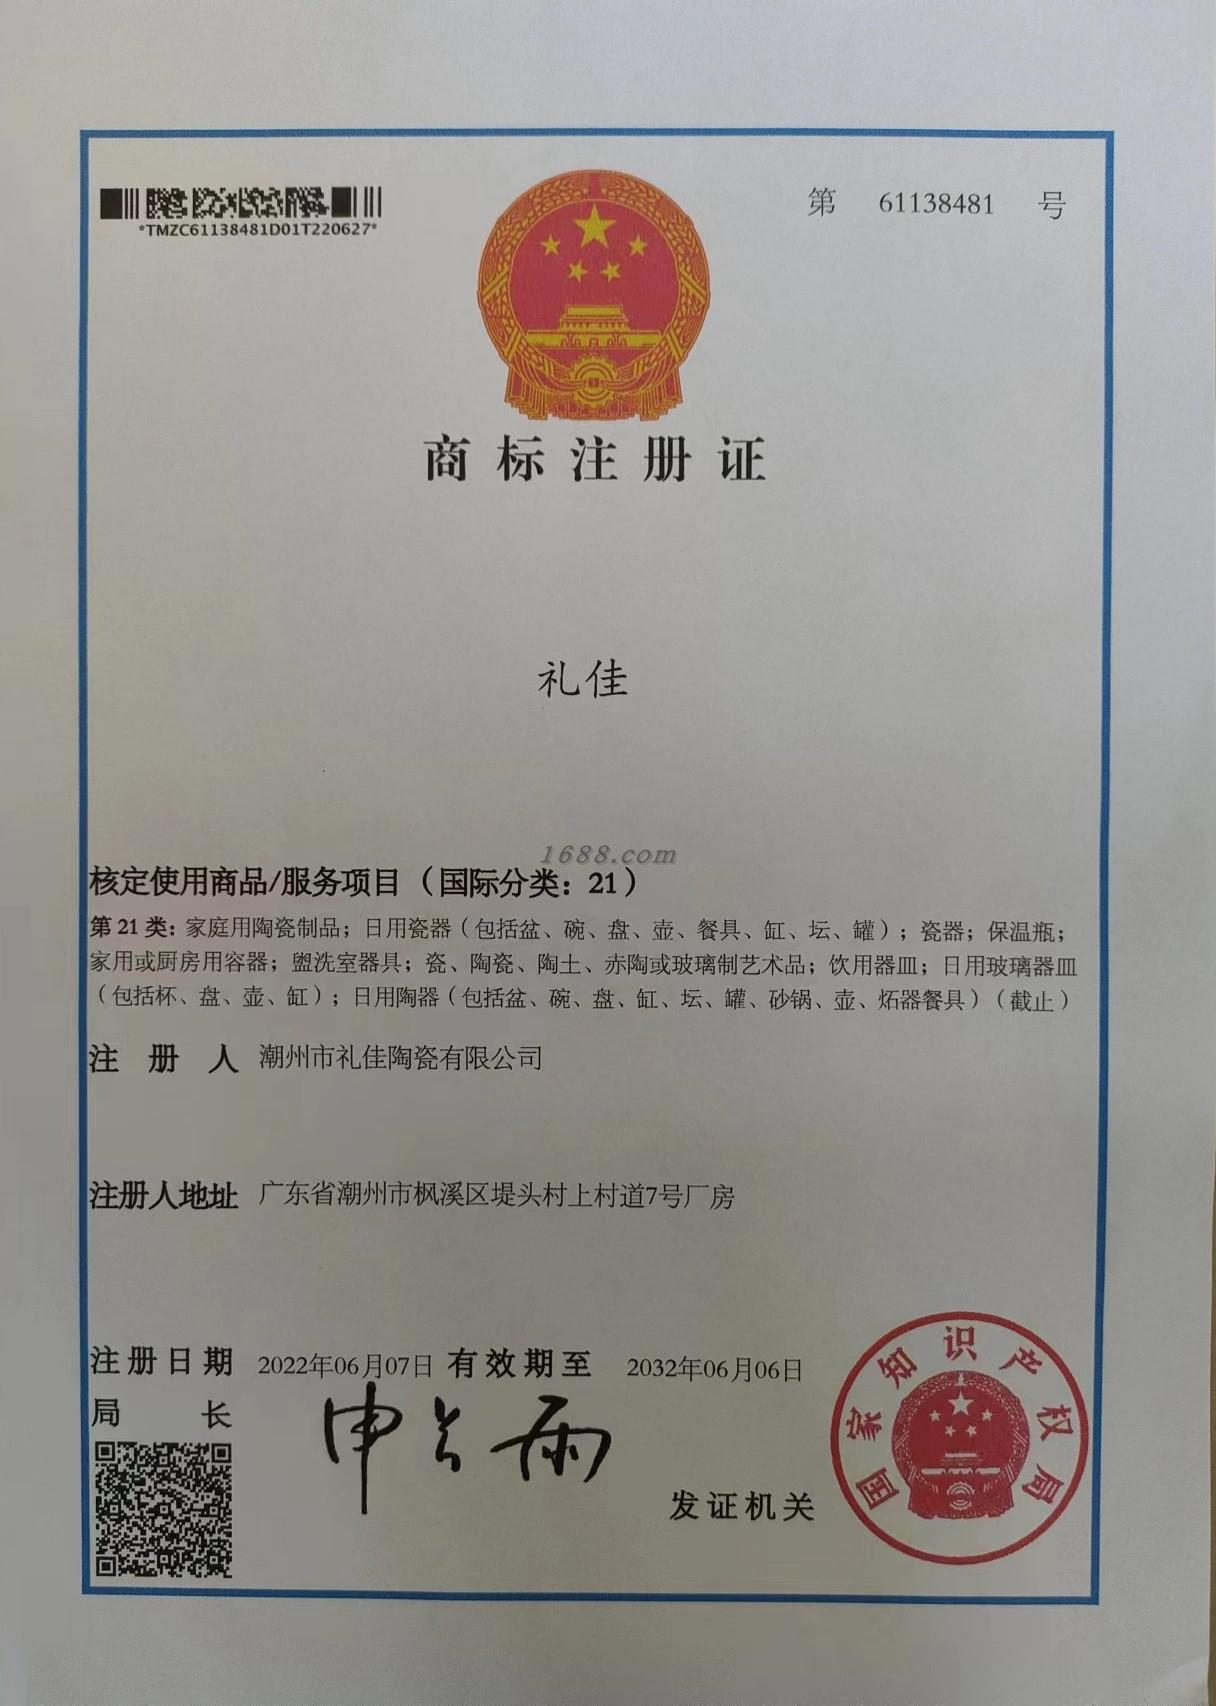 *TMZC61138481D01T220627*
第 61138481 号
商标注册证
礼佳
1688.com
核定使用商品/服务项目（国际分类：21）
第21类：家庭用陶瓷制品；日用瓷器（包括盆、碗、盘、壶、餐具、缸、坛、罐）；瓷器；保温瓶；
家用或厨房用容器；盥洗室器具；瓷、陶瓷、陶土、赤陶或玻璃制艺术品；饮用器皿；日用玻璃器皿
（包括杯、盘、壶、缸）；日用陶器（包括盆、碗、盘、缸、坛、罐、砂锅、壶、炻器餐具）（截止）
注册人 潮州市礼佳陶瓷有限公司
注册人地址 广东省潮州市枫溪区堤头村上村道7号厂房
注册日期 2022年06月07日 有效期至 2032年06月06日
局长 申长雨
发证机关
国家知识产权局